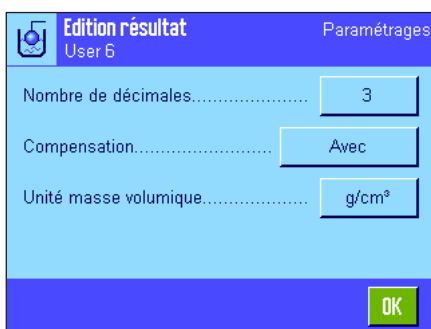 Edition résultat Paramétrages
User 6
Nombre de décimales...................... 3
Compensation.......................... Avec
Unité masse volumique.................... g/cm³
OK